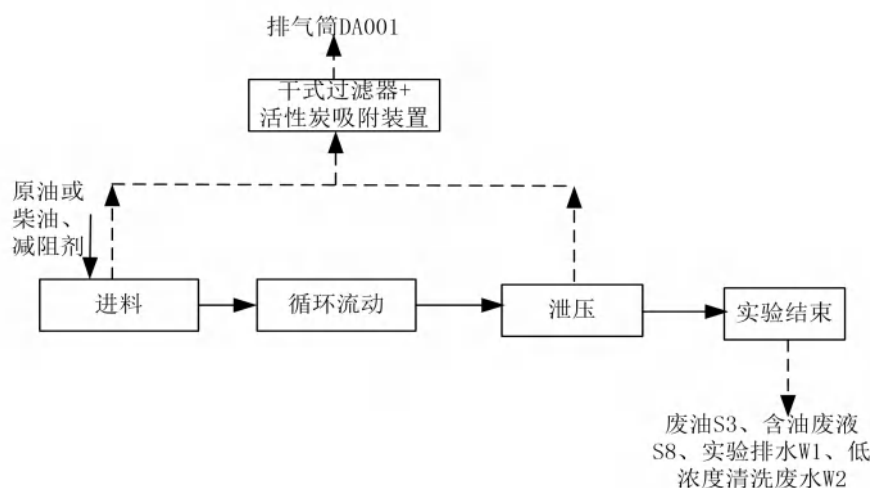 排气筒DA001
干式过滤器+
活性炭吸附装置
原油或
柴油、
减阻剂
进料
循环流动
泄压
实验结束
废油S3、含油废液
S8、实验排水W1、低
浓度清洗废水W2